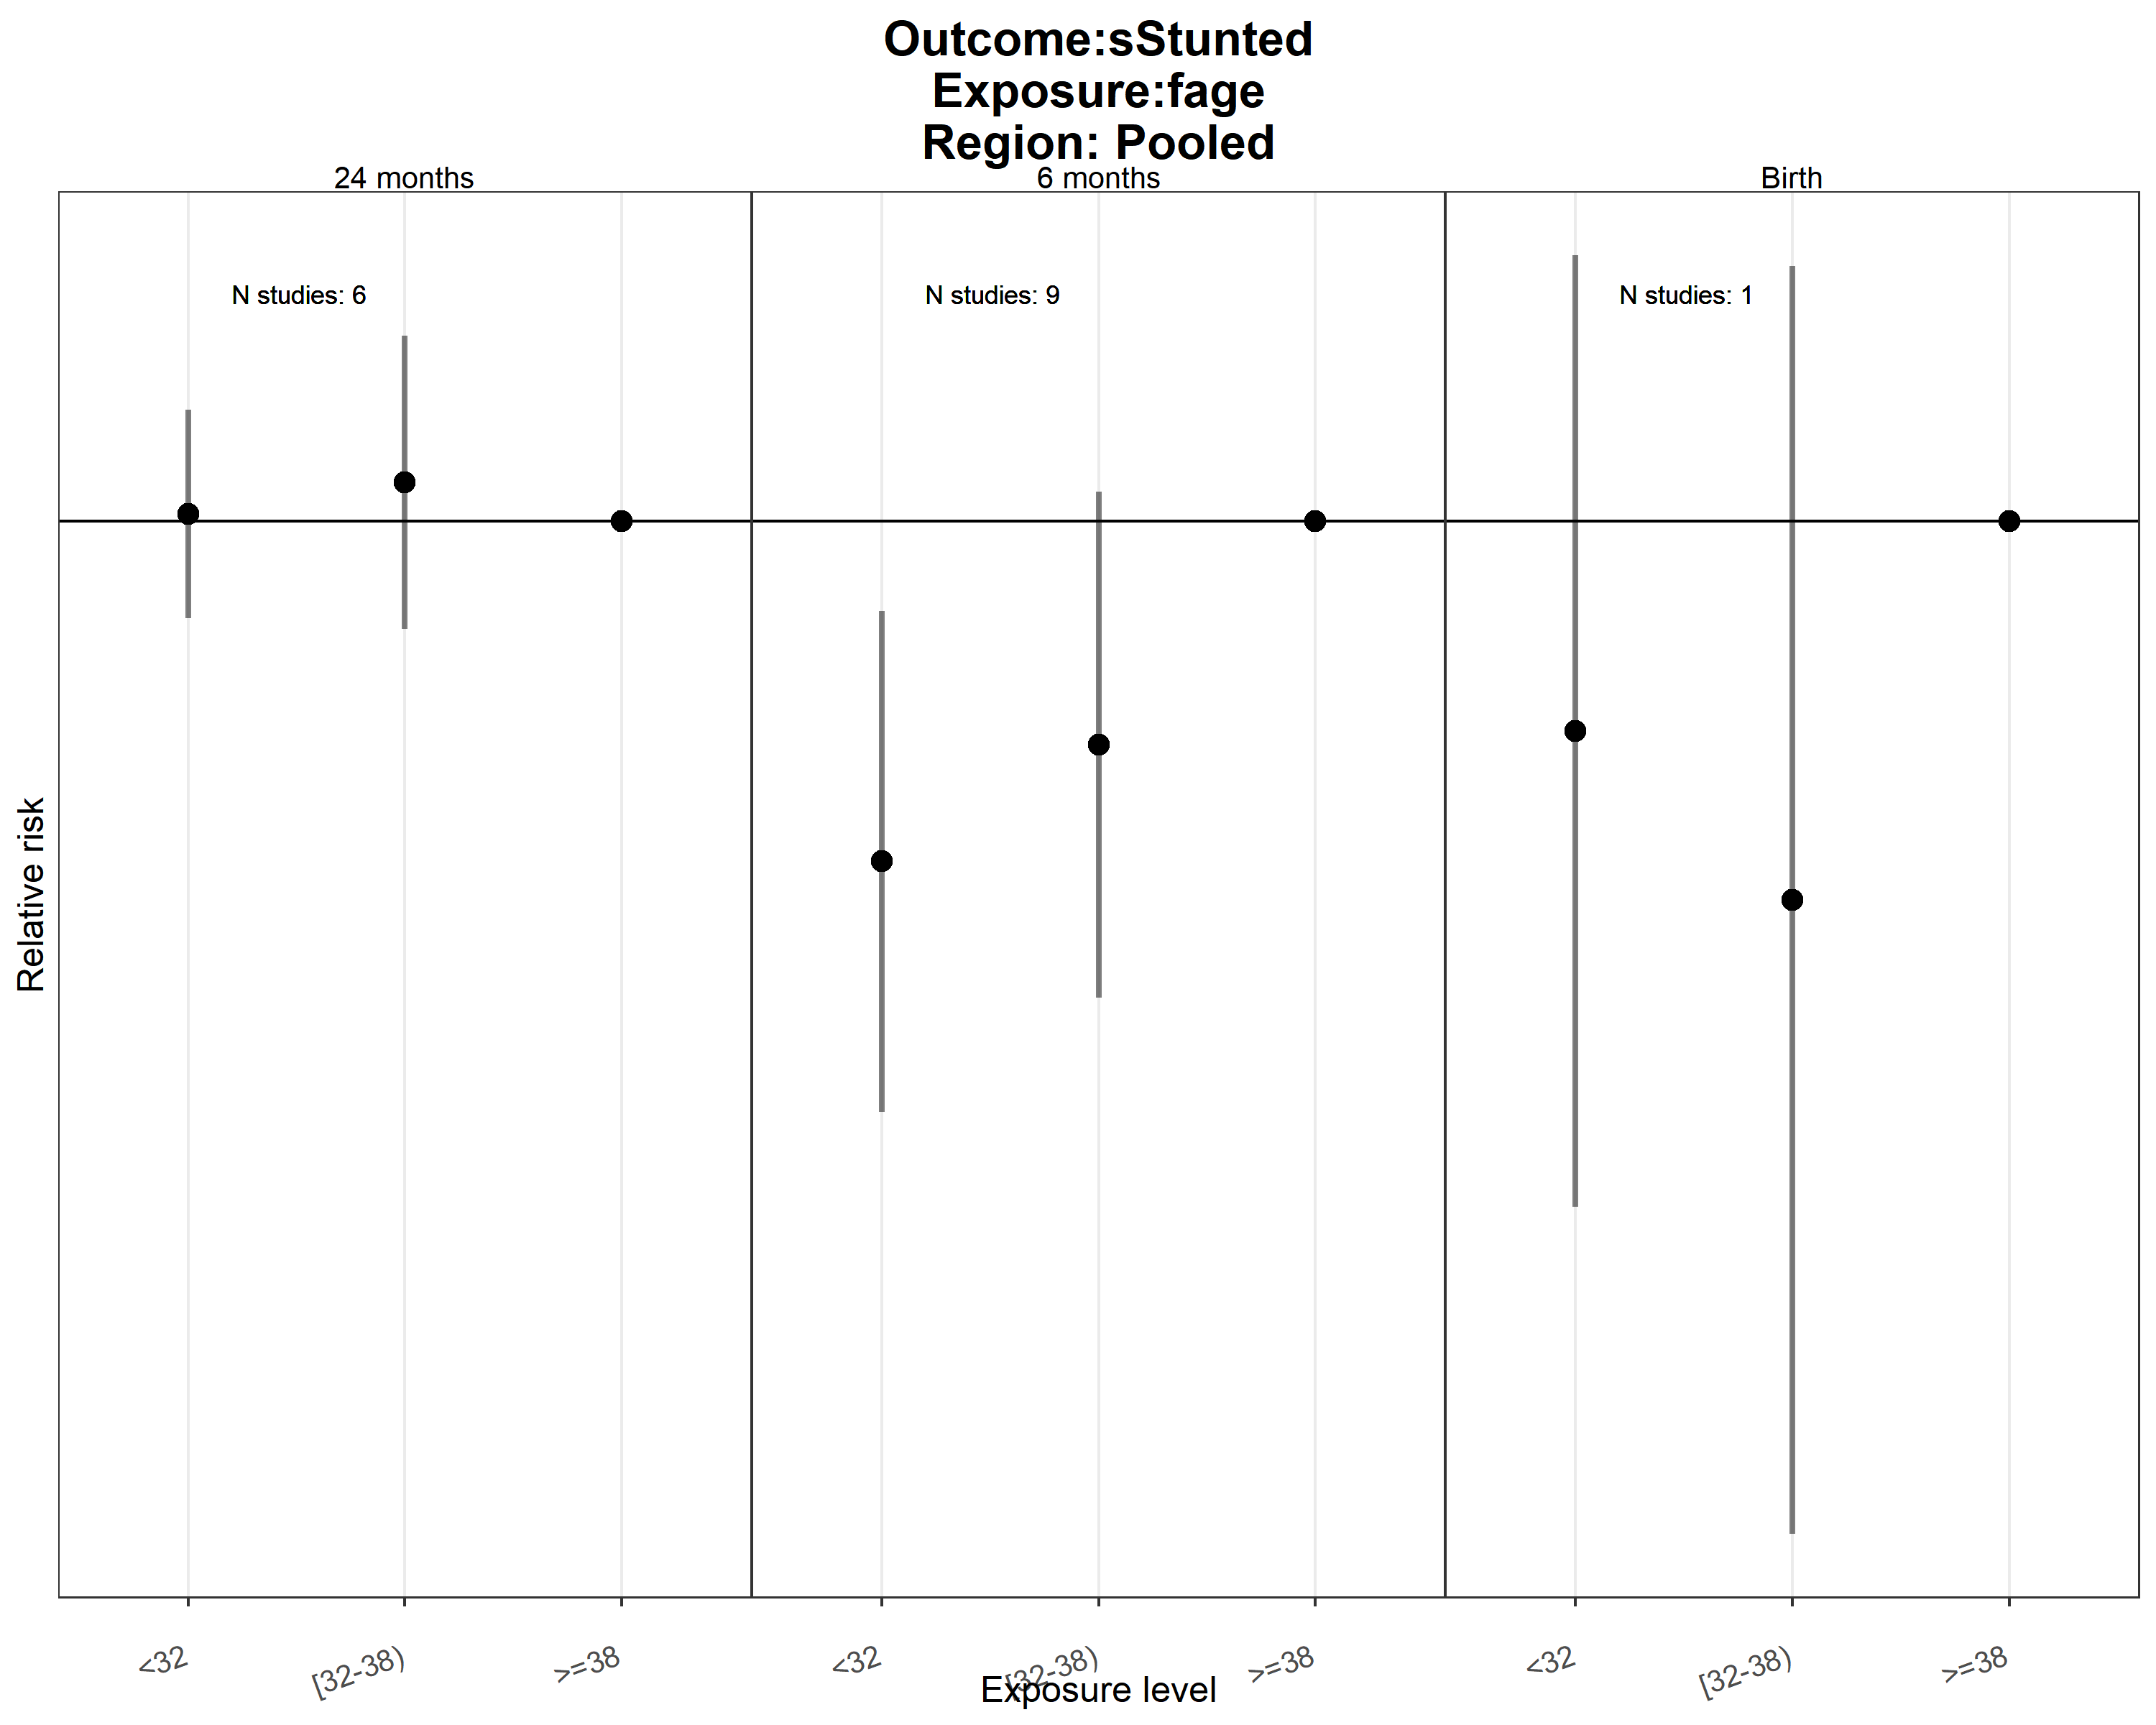 Outcome:sStunted
Exposure:fage
Region: Pooled
24 months
6 months
Birth
N studies: 6
N studies: 9
N studies: 1
Relative risk
<32
[32-38)
>=38
<32
[32-38)
>=38
<32
[32-38)
>=38
Exposure level